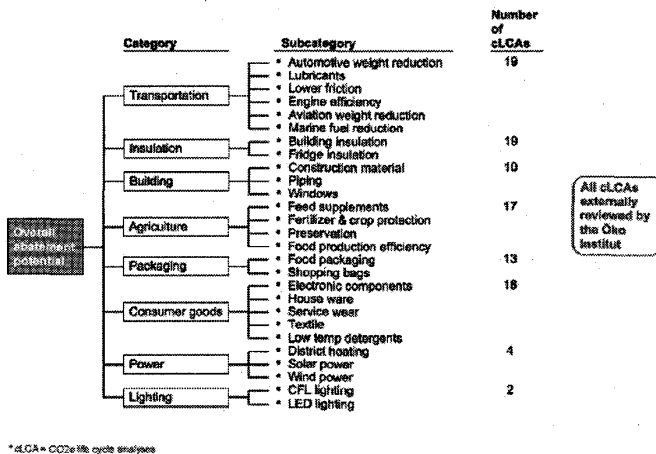 Number
of
cLCAs
Category
Subcategory
Transportation
* Automotive weight reduction 19
* Lubricants
* Lower friction
* Engine efficiency
* Aviation weight reduction
* Marine fuel reduction
Insulation
* Building insulation 19
* Fridge insulation
Building
* Construction material 10
* Piping
* Windows
Agriculture
* Feed supplements 17
* Fertilizer & crop protection
* Preservation
* Food production efficiency
Packaging
* Food packaging 13
* Shopping bags
Consumer goods
* Electronic components 18
* House ware
* Service wear
* Textile
* Low temp detergents
Power
* District heating 4
* Solar power
* Wind power
Lighting
* CFL lighting 2
* LED lighting
Overall
abatement
potential
All cLCAs
externally
reviewed by
the Öko
Institut
* cLCA = CO2e life cycle analyses